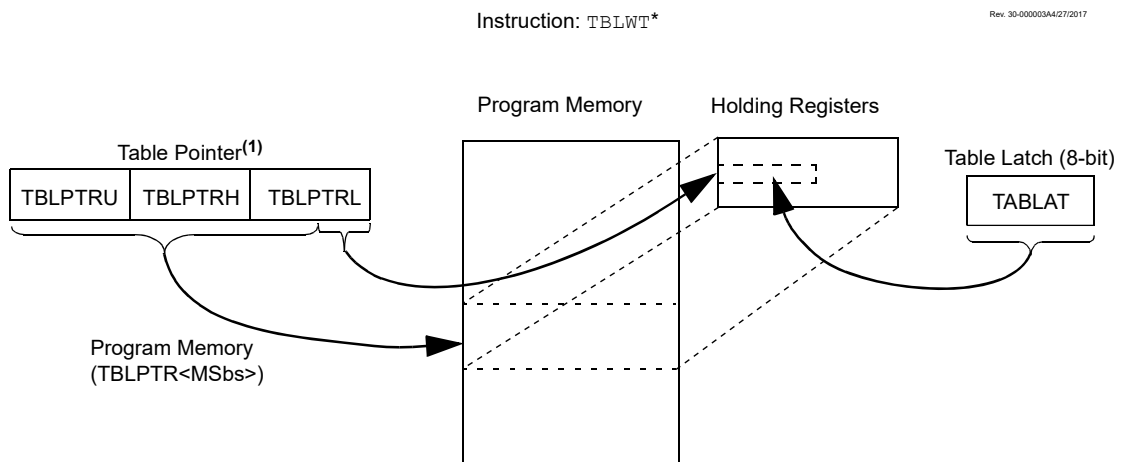 Instruction: TBLWT*
Rev. 30-000003A4/27/2017
Program Memory
Holding Registers
Table Pointer(1)
Table Latch (8-bit)
TBLPTRU
TBLPTRH
TBLPTRL
TABLAT
Program Memory
(TBLPTR<MSbs>)